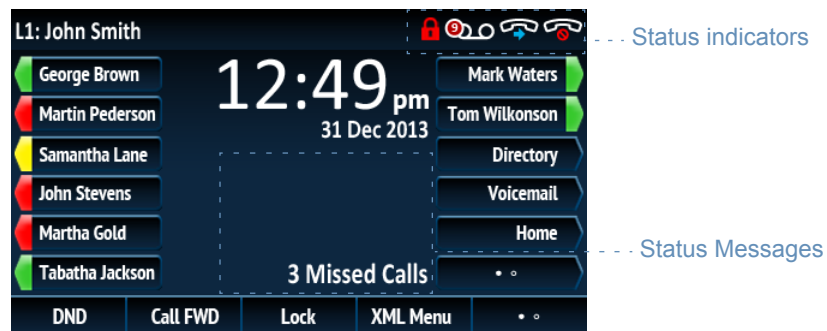 L1: John Smith
9
Status indicators
George Brown
12:49 pm
Mark Waters
Martin Pederson
31 Dec 2013
Tom Wilkonson
Samantha Lane
Directory
John Stevens
Voicemail
Martha Gold
Home
Status Messages
Tabatha Jackson
3 Missed Calls
DND
Call FWD
Lock
XML Menu